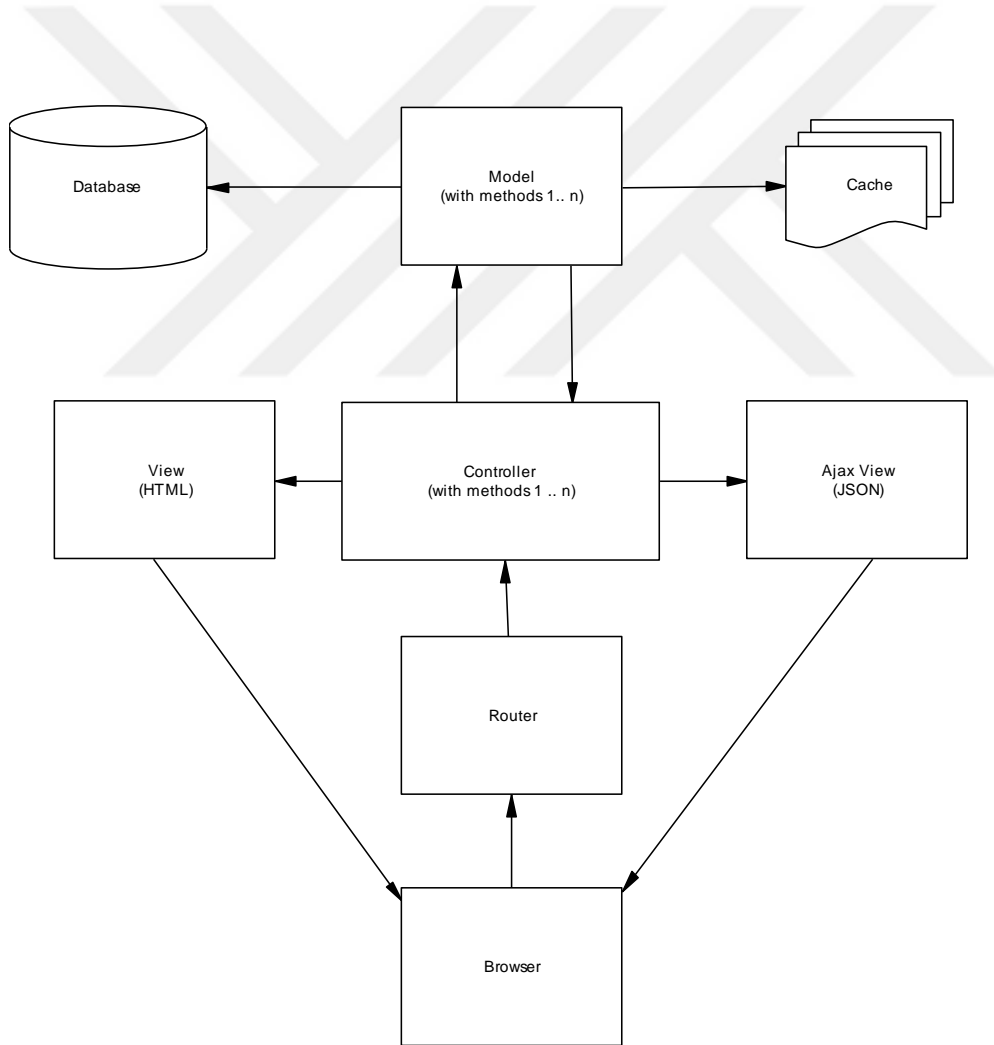 Database
Model
(with methods 1.. n)
Cache
View
(HTML)
Controller
(with methods 1 .. n)
Ajax View
(JSON)
Router
Browser